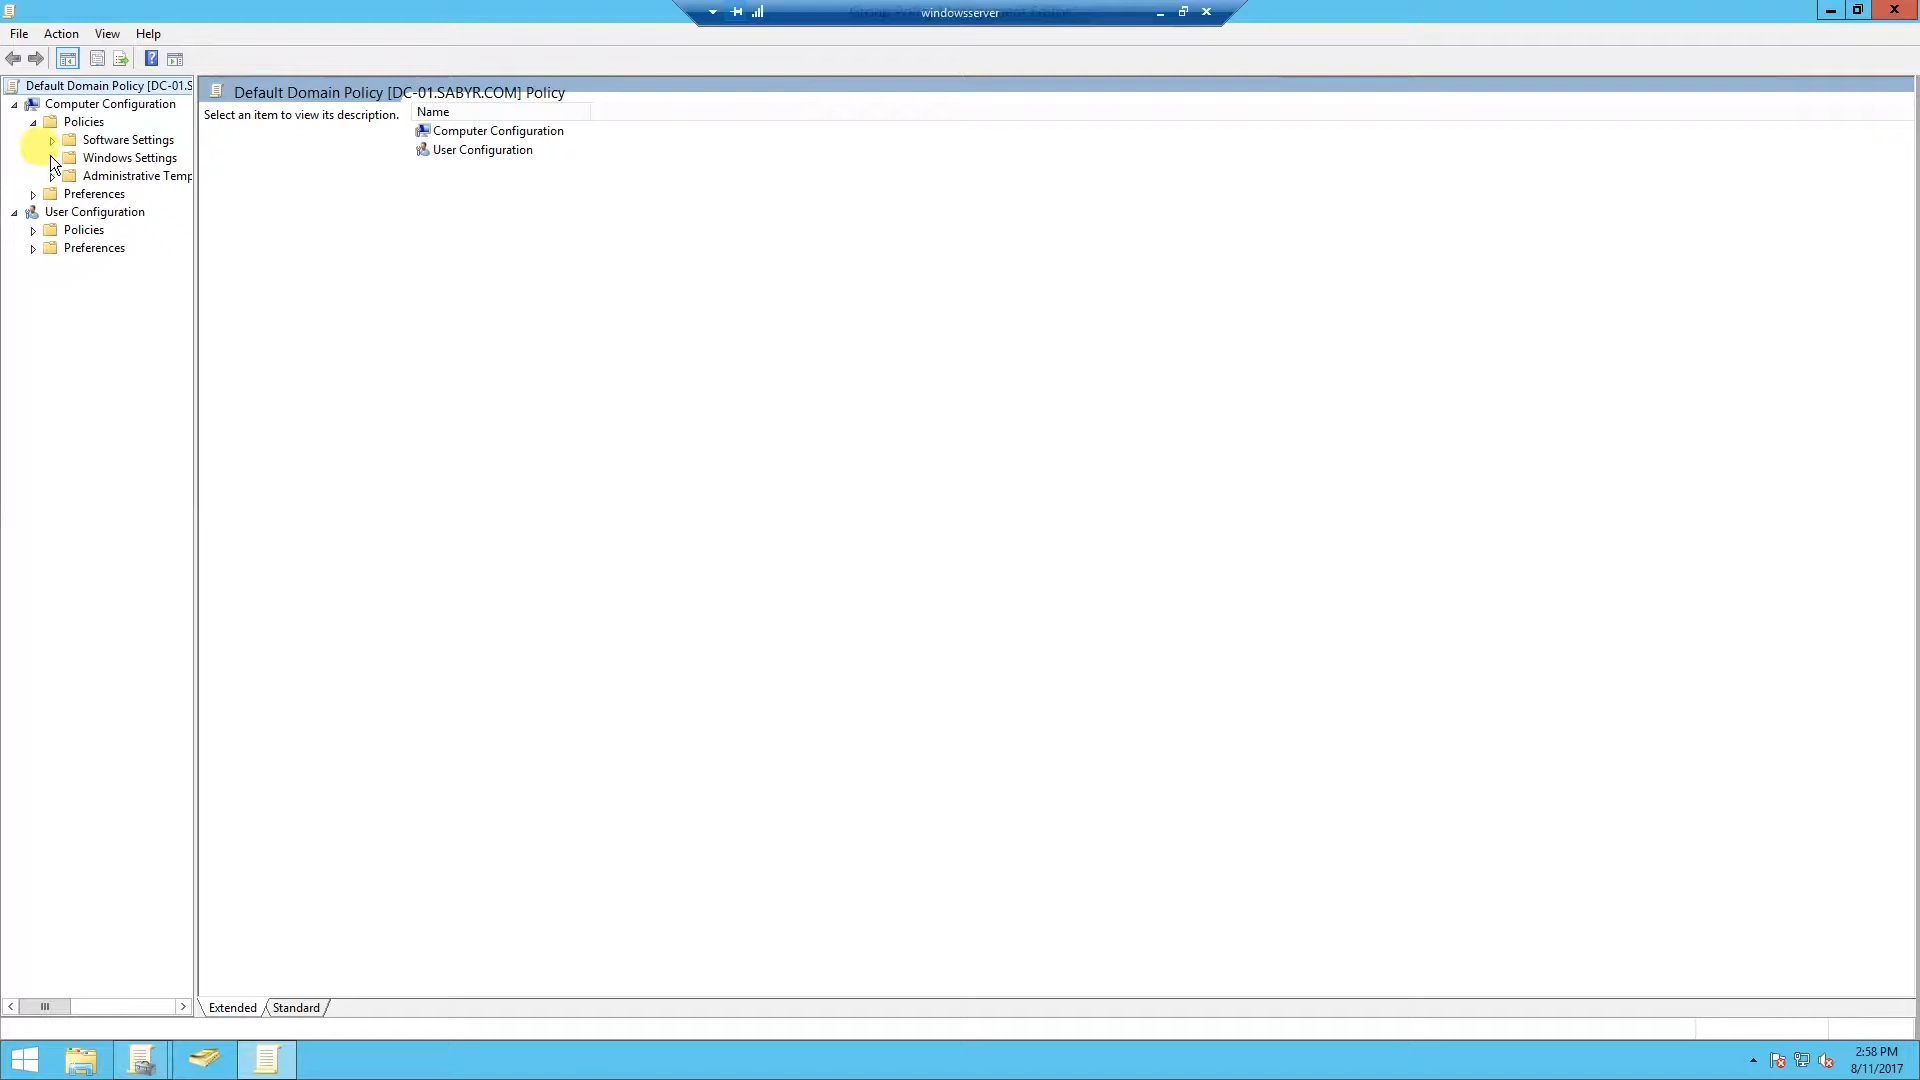 windowsserver
File Action View Help
Default Domain Policy [DC-01.S
Computer Configuration
Policies
Software Settings
Windows Settings
Administrative Temp
Preferences
User Configuration
Policies
Preferences
Default Domain Policy [DC-01.SABYR.COM] Policy
Select an item to view its description.
Name
Computer Configuration
User Configuration
Extended Standard
2:58 PM
8/11/2017